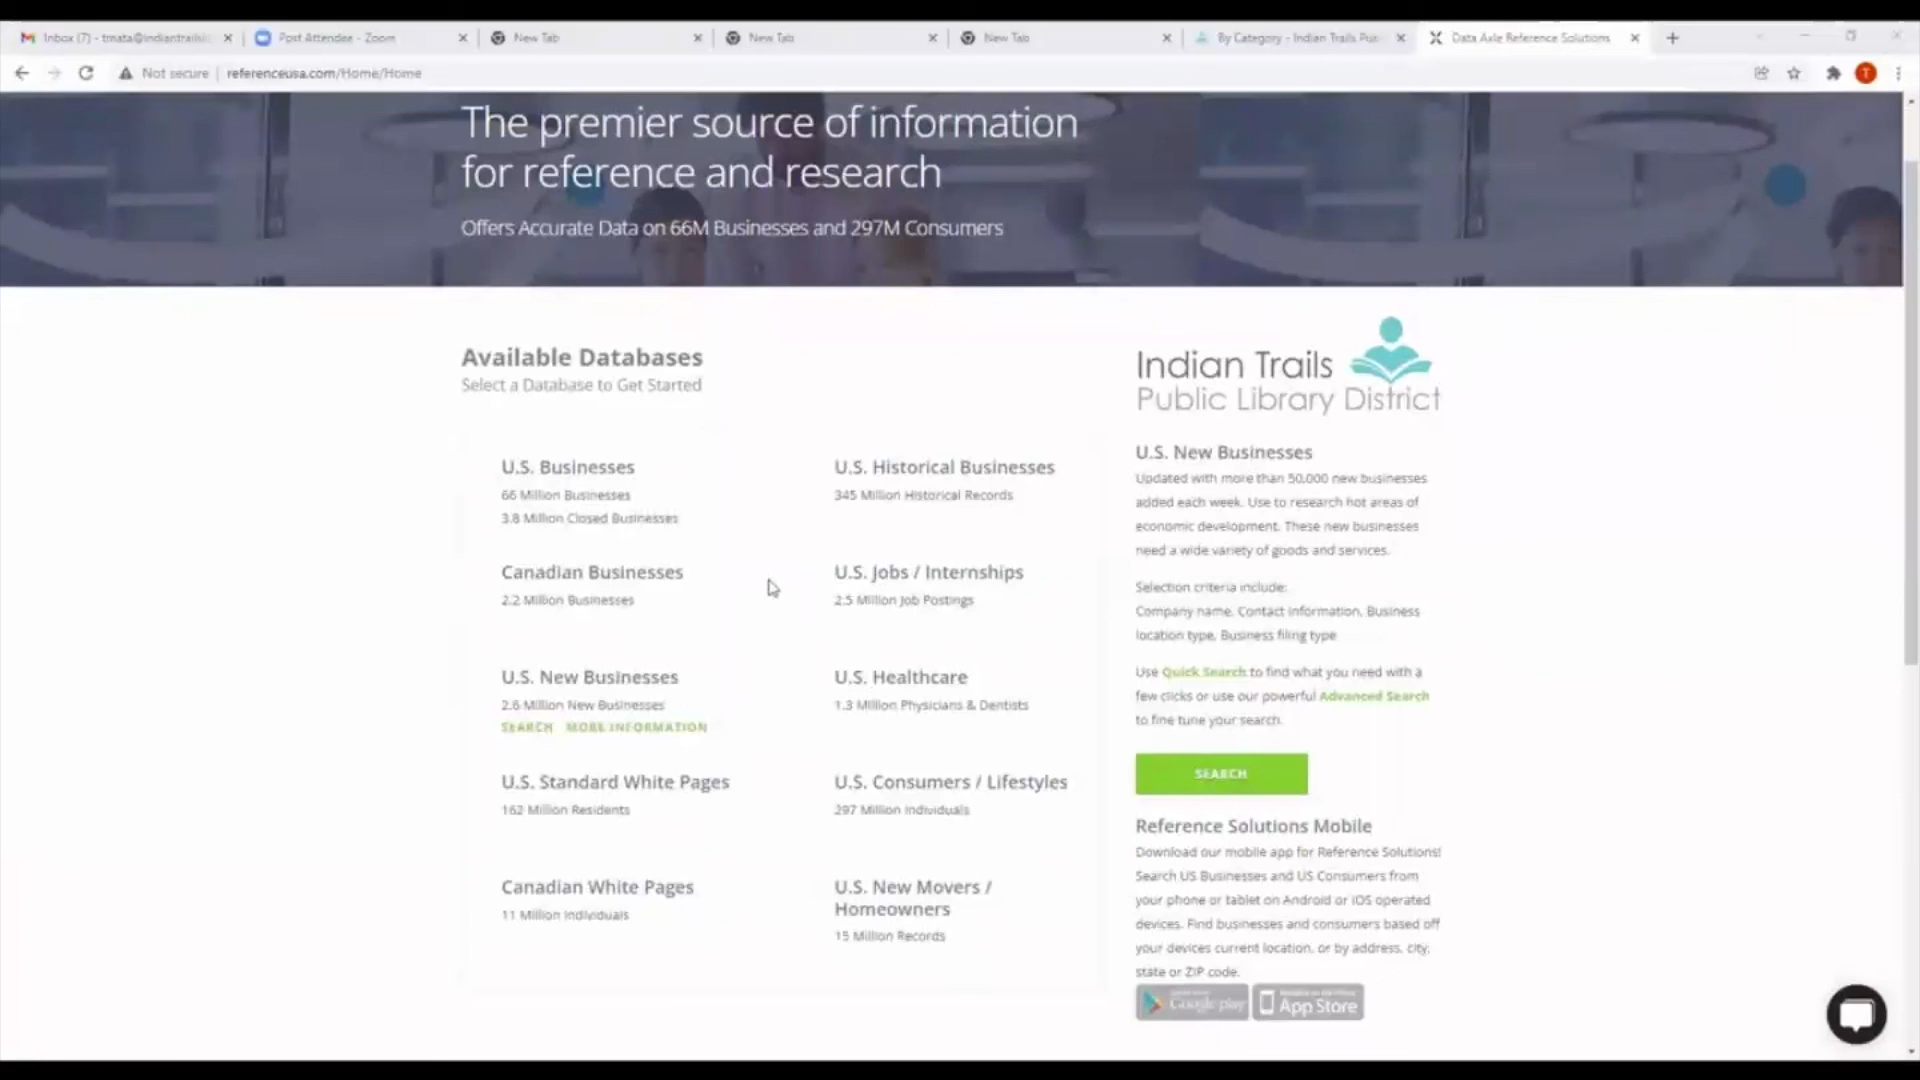 Inbox (7) - tmata@indiantrailsli
Post Attendee - Zoom
New Tab
New Tab
New Tab
By Category - Indian Trails Pub
Data Axle Reference Solutions
Not secure
referenceusa.com/Home/Home
T
The premier source of information
for reference and research
Offers Accurate Data on 66M Businesses and 297M Consumers
Available Databases
Select a Database to Get Started
U.S. Businesses
66 Million Businesses
3.8 Million Closed Businesses
U.S. Historical Businesses
345 Million Historical Records
Canadian Businesses
2.2 Million Businesses
U.S. Jobs / Internships
2.5 Million Job Postings
U.S. New Businesses
2.6 Million New Businesses
SEARCH MORE INFORMATION
U.S. Healthcare
1.3 Million Physicians & Dentists
U.S. Standard White Pages
162 Million Residents
U.S. Consumers / Lifestyles
297 Million Individuals
Canadian White Pages
11 Million Individuals
U.S. New Movers /
Homeowners
15 Million Records
Indian Trails
Public Library District
U.S. New Businesses
Updated with more than 50,000 new businesses
added each week. Use to research hot areas of
economic development. These new businesses
need a wide variety of goods and services.
Selection criteria include:
Company name, Contact information, Business
location type, Business filing type
Use Quick Search to find what you need with a
few clicks or use our powerful Advanced Search
to fine tune your search.
SEARCH
Reference Solutions Mobile
Download our mobile app for Reference Solutions!
Search US Businesses and US Consumers from
your phone or tablet on Android or iOS operated
devices. Find businesses and consumers based off
your devices current location, or by address, city,
state or ZIP code.
Google play
App Store